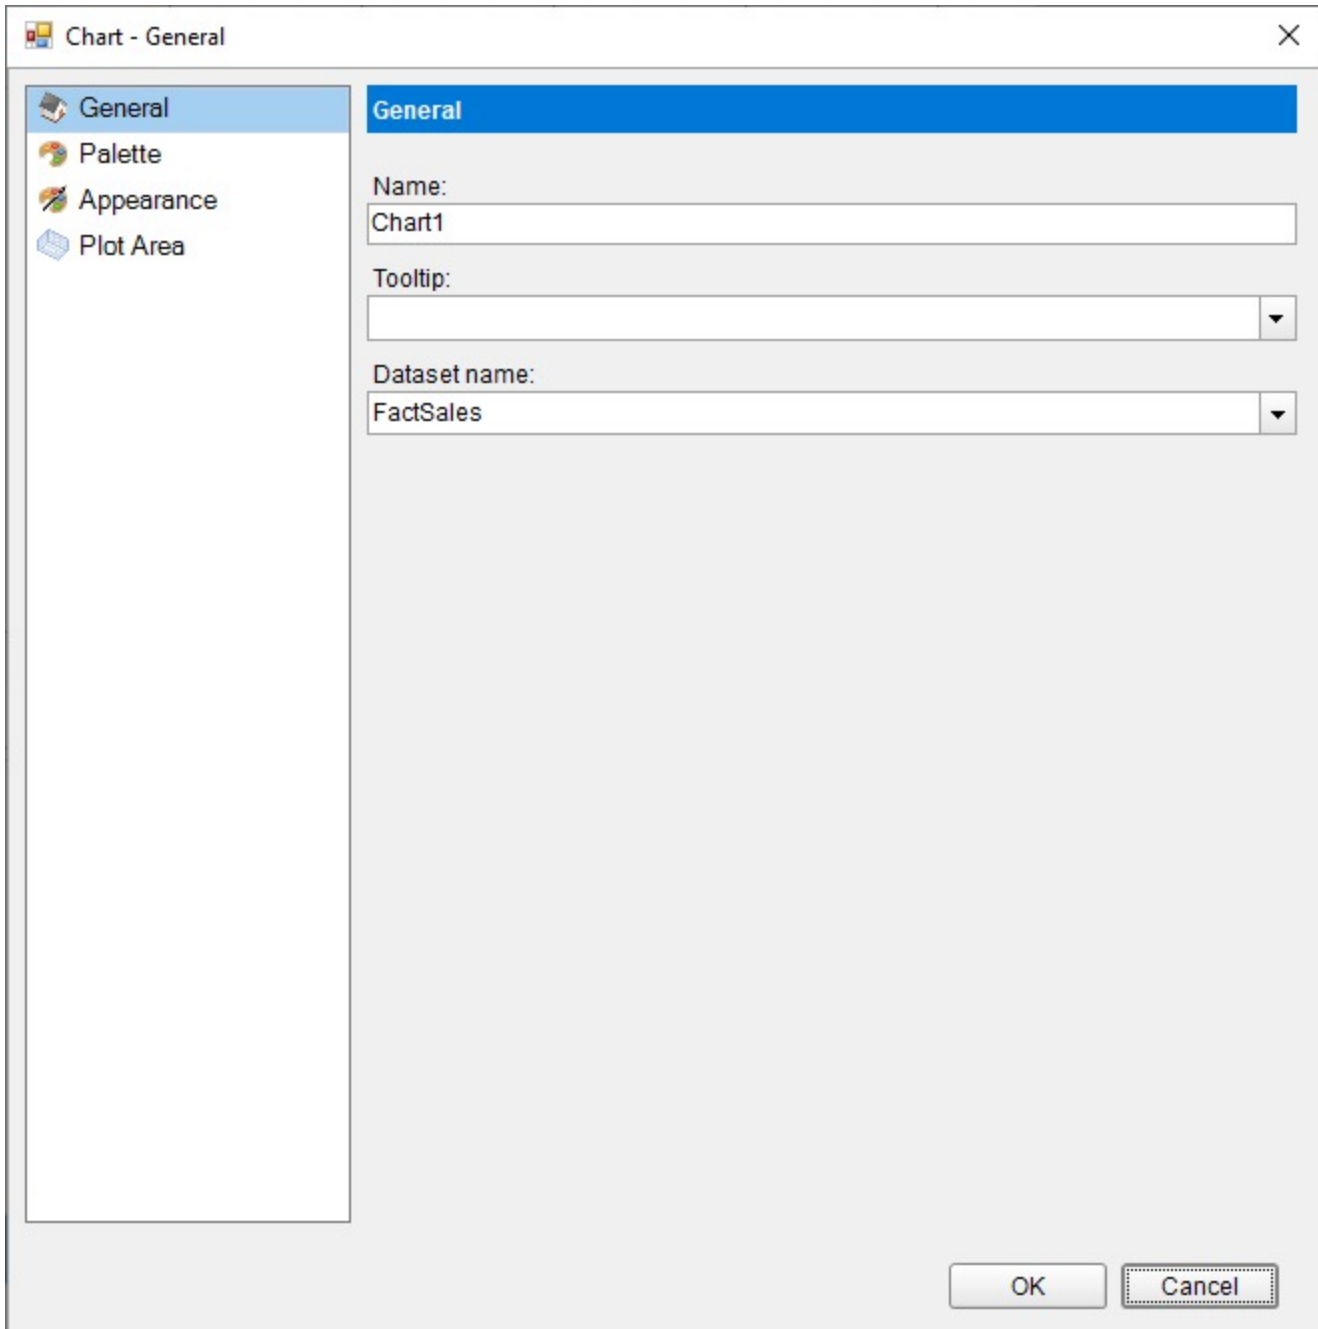 Chart - General
General
Palette
Appearance
Plot Area
General
Name:
Chart1
Tooltip:
Dataset name:
FactSales
OK
Cancel